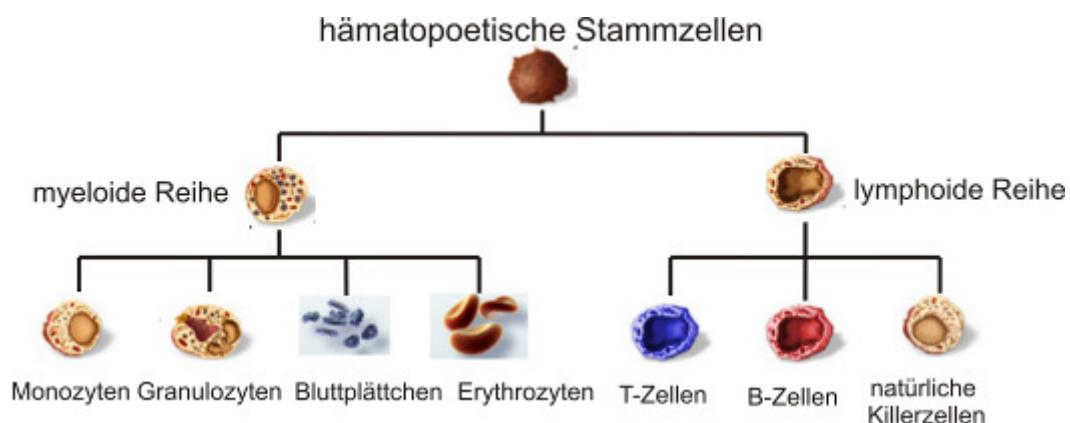 hämatopoetische Stammzellen
myeloide Reihe
lymphoide Reihe
Monozyten
Granulozyten
Bluttplättchen
Erythrozyten
T-Zellen
B-Zellen
natürliche
Killerzellen